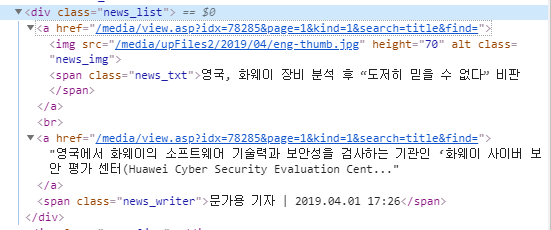 ▼<div class="news_list"> == $0
▼<a href="/media/view.asp?idx=78285&page=1&kind=1&search=title&find=">
<img src="/media/upFiles2/2019/04/eng-thumb.jpg" height="70" alt class=
"news_img">
<span class="news_txt">영국, 화웨이 장비 분석 후 “도저히 믿을 수 없다” 비판
</span>
</a>
<br>
▼<a href="/media/view.asp?idx=78285&page=1&kind=1&search=title&find=">
"영국에서 화웨이의 소프트웨어 기술력과 보안성을 검사하는 기관인 ‘화웨이 사이버 보
안 평가 센터(Huawei Cyber Security Evaluation Cent..."
</a>
<span class="news_writer">문가용 기자 | 2019.04.01 17:26</span>
</div>